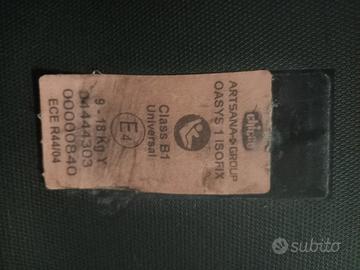 chicco
ARTSANA GROUP
OASYS 1 ISOFIX
Class B1
Universal
E4
9 - 18 Kg Y
04444303
00000840
ECE R44/04
subito